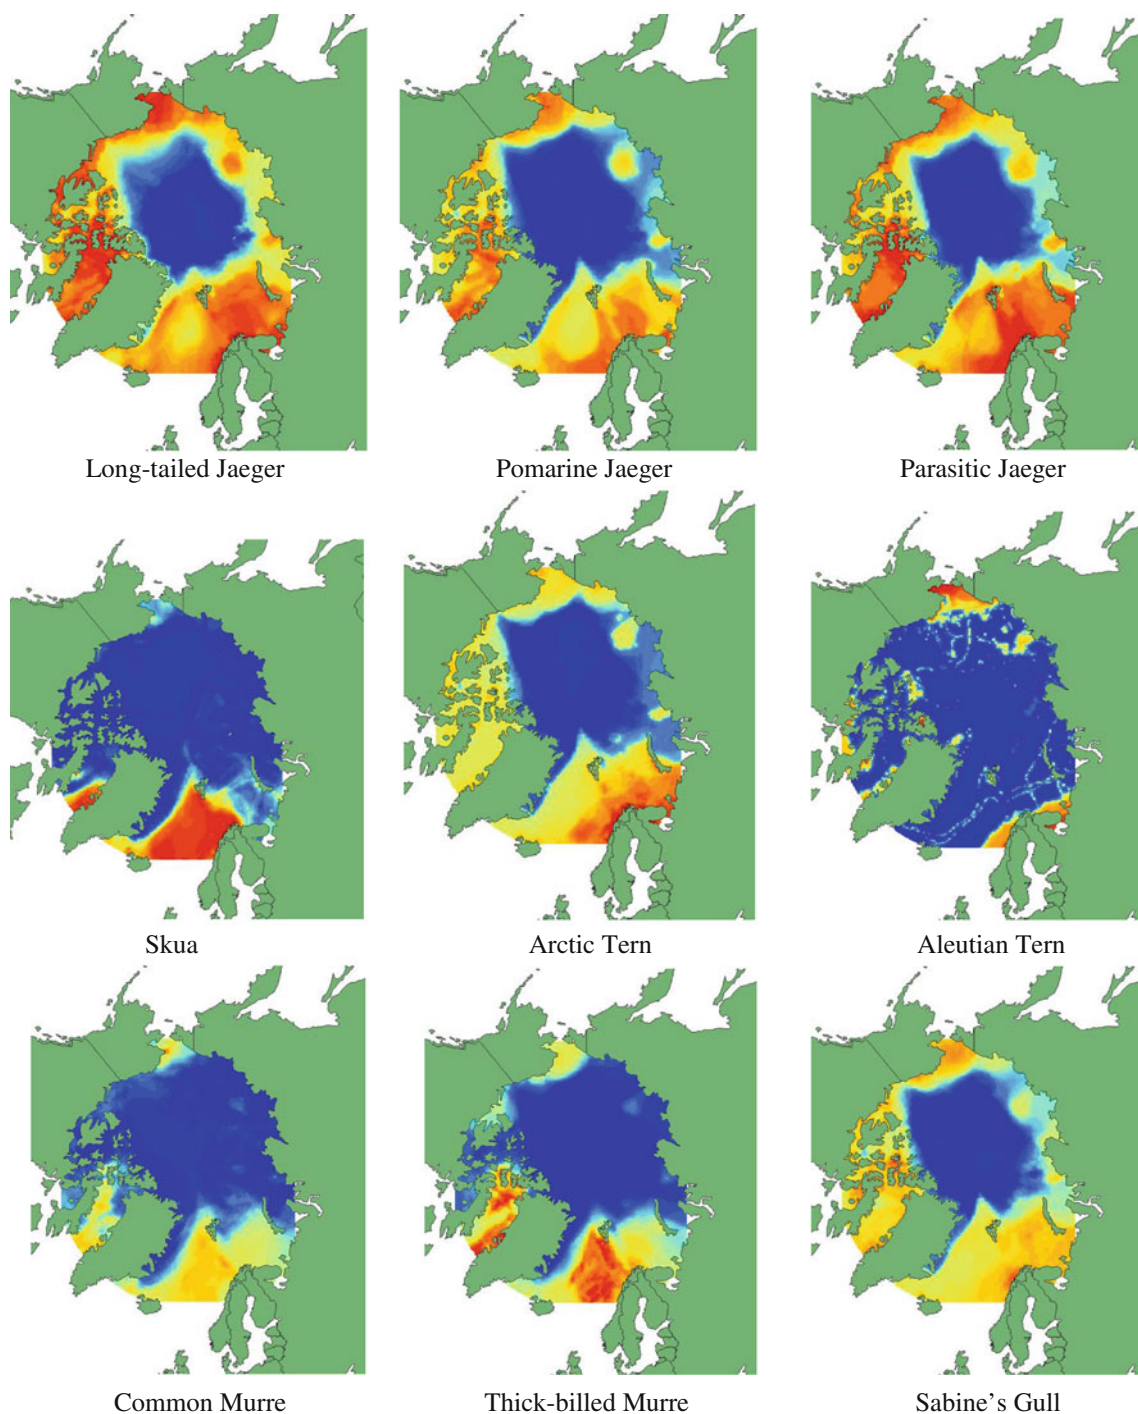 Long-tailed Jaeger
Pomarine Jaeger
Parasitic Jaeger
Skua
Arctic Tern
Aleutian Tern
Common Murre
Thick-billed Murre
Sabine's Gull